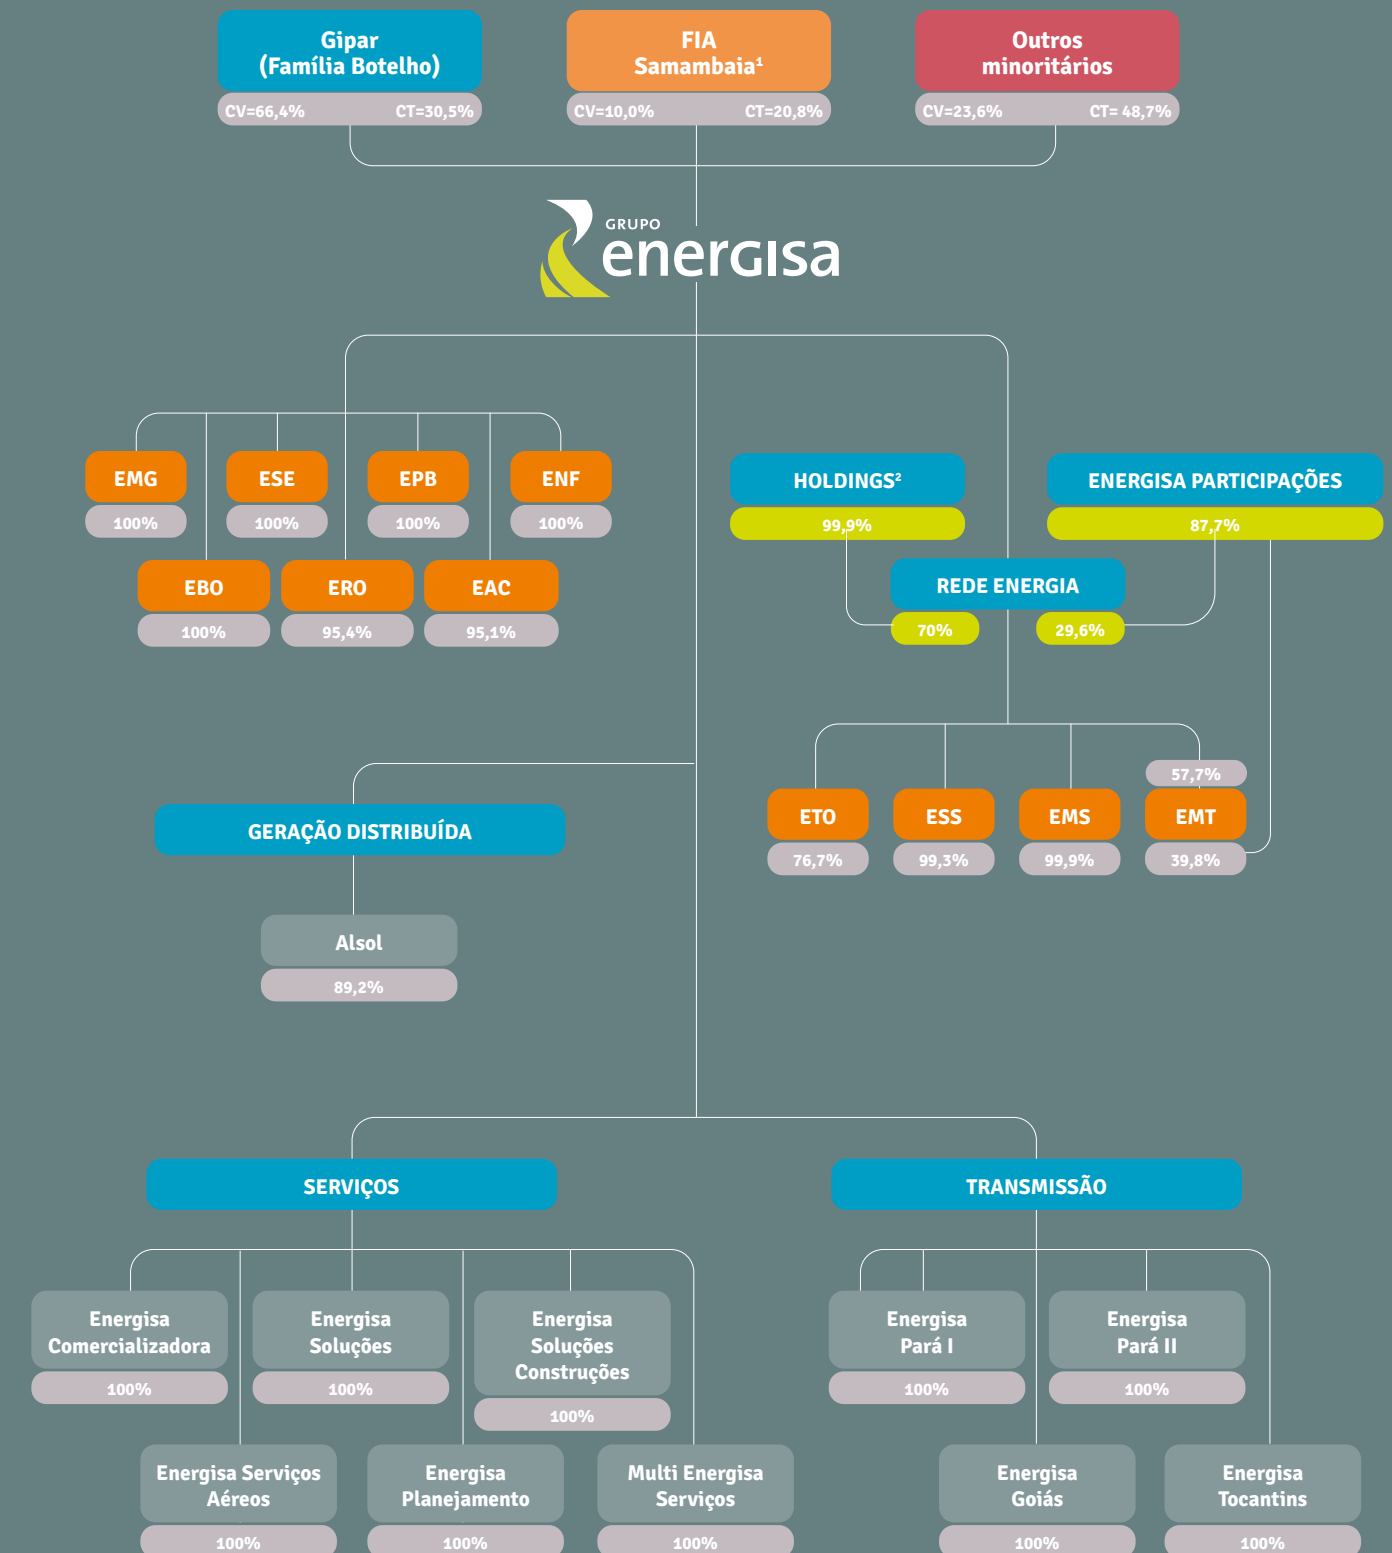 Gipar
(Família Botelho)
CV=66,4% CT=30,5%
FIA
Samambaia¹
CV=10,0% CT=20,8%
Outros
minoritários
CV=23,6% CT= 48,7%
GRUPO
energisa
EMG
100%
ESE
100%
EPB
100%
ENF
100%
EBO
100%
ERO
95,4%
EAC
95,1%
HOLDINGS²
99,9%
ENERGISA PARTICIPAÇÕES
87,7%
REDE ENERGIA
70%
29,6%
57,7%
ETO
76,7%
ESS
99,3%
EMS
99,9%
EMT
39,8%
GERAÇÃO DISTRIBUÍDA
Alsol
89,2%
SERVIÇOS
Energisa
Comercializadora
100%
Energisa
Soluções
100%
Energisa
Soluções
Construções
100%
Energisa Serviços
Aéreos
100%
Energisa
Planejamento
100%
Multi Energisa
Serviços
100%
TRANSMISSÃO
Energisa
Pará I
100%
Energisa
Pará II
100%
Energisa
Goiás
100%
Energisa
Tocantins
100%